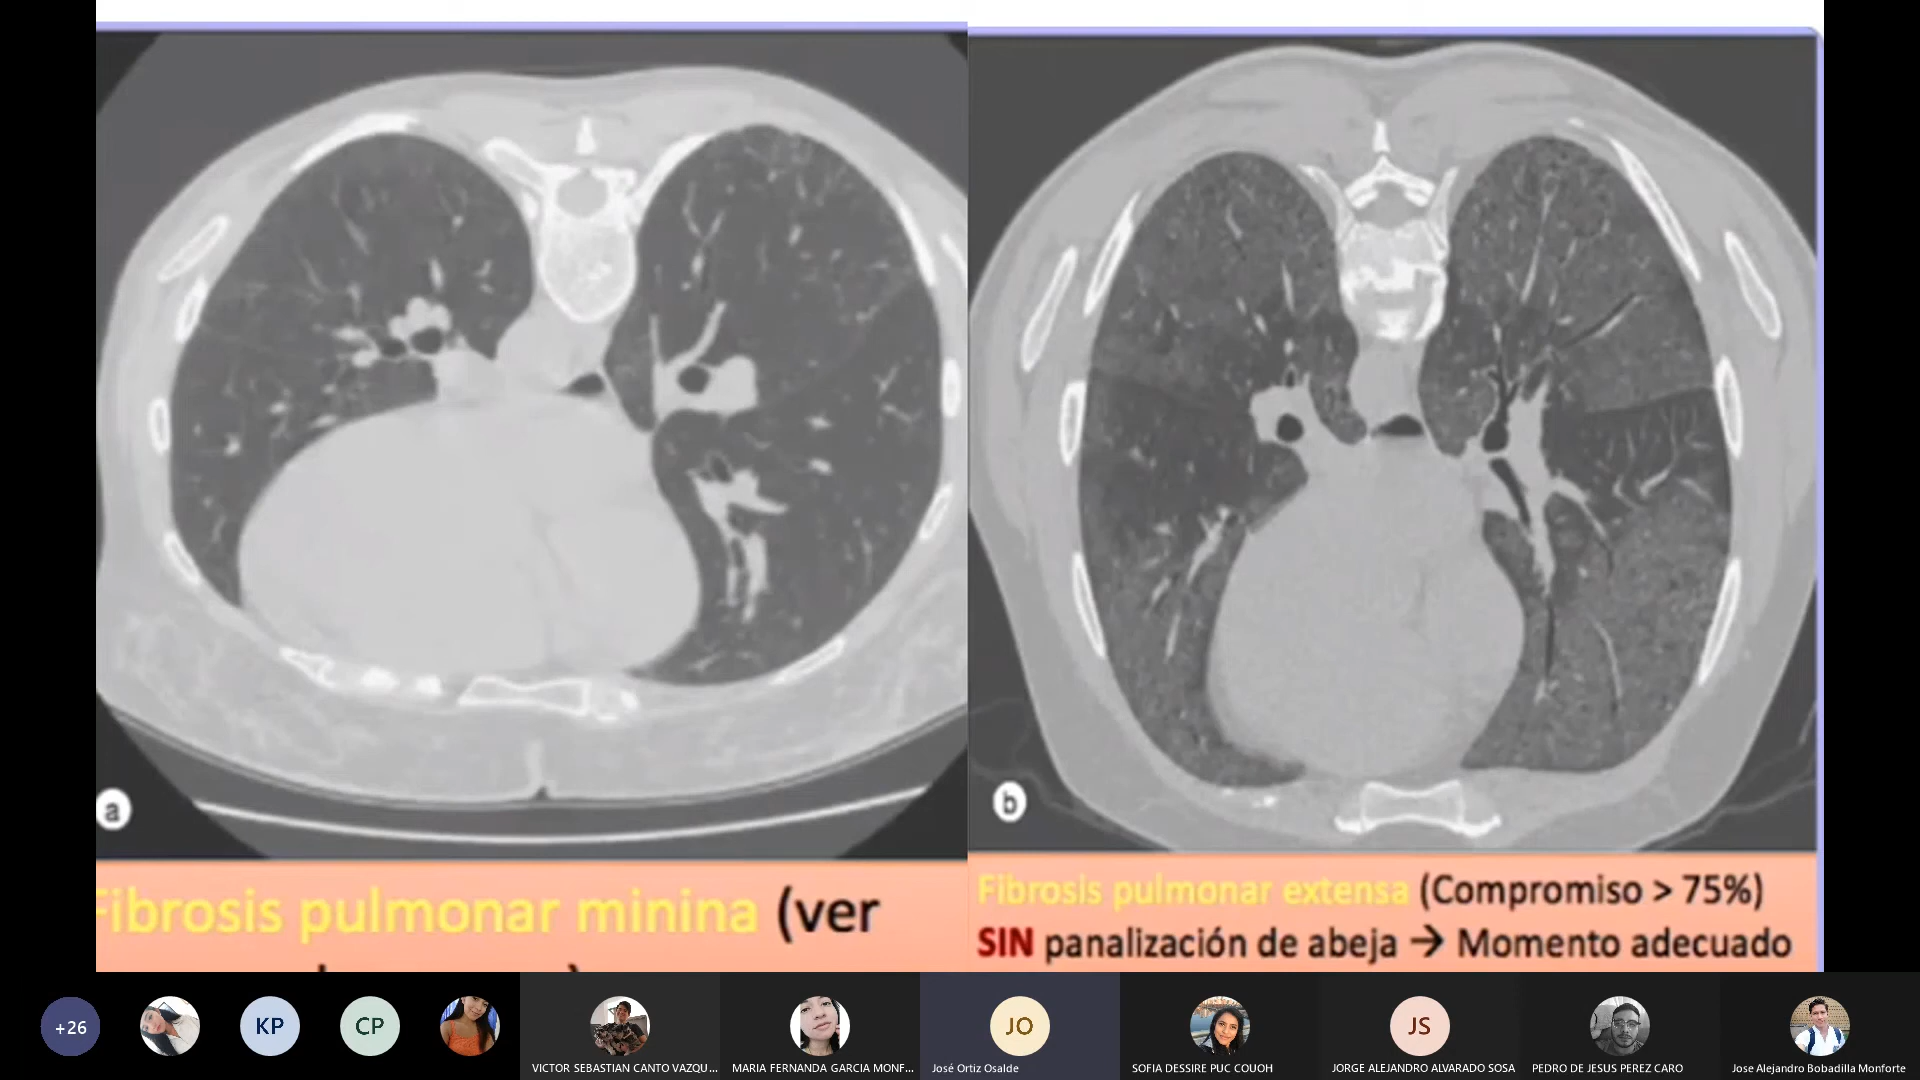 a
b
Fibrosis pulmonar minina (ver
Fibrosis pulmonar extensa (Compromiso > 75%)
SIN panalización de abeja → Momento adecuado
+26
KP
CP
JO
JS
VICTOR SEBASTIAN CANTO VAZQU...
MARIA FERNANDA GARCIA MONF...
José Ortiz Osalde
SOFIA DESSIRE PUC COUOH
JORGE ALEJANDRO ALVARADO SOSA
PEDRO DE JESUS PEREZ CARO
Jose Alejandro Bobadilla Monforte